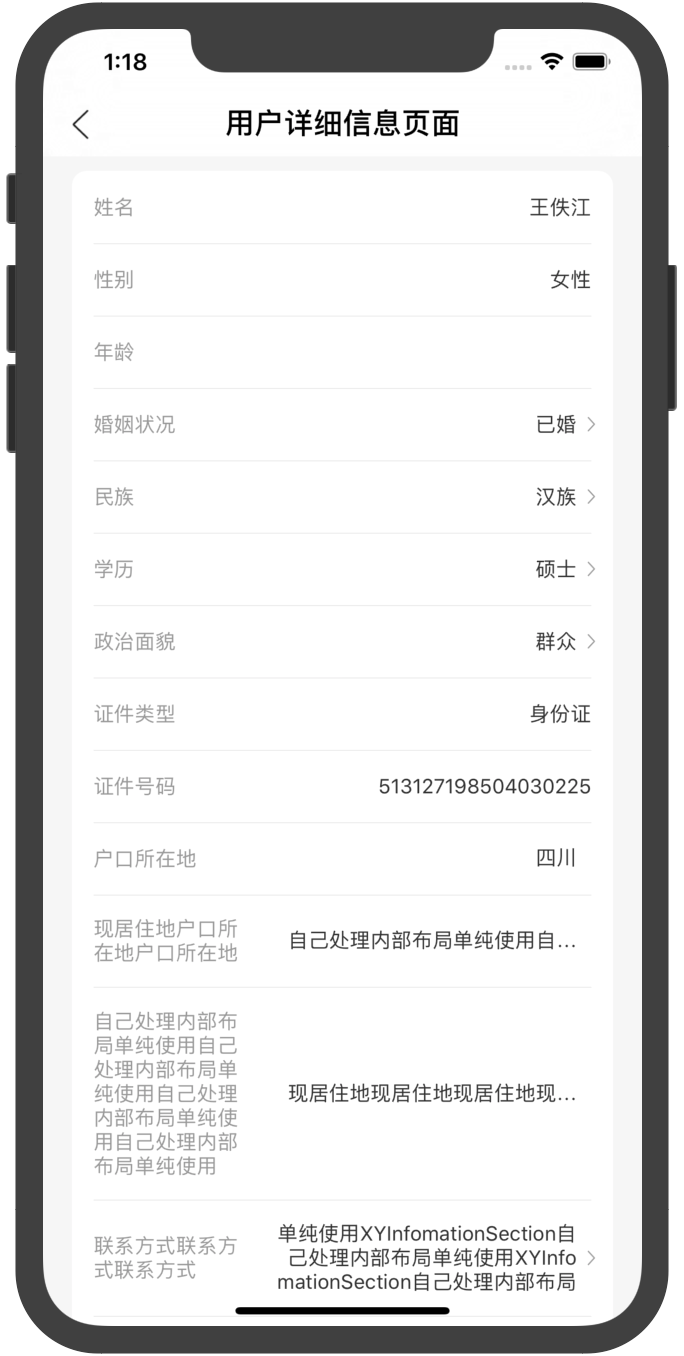 1:18
用户详细信息页面
姓名 王佚江
性别 女性
年龄
婚姻状况 已婚
民族 汉族
学历 硕士
政治面貌 群众
证件类型 身份证
证件号码 513127198504030225
户口所在地 四川
现居住地户口所
在地户口所在地
自己处理内部布局单纯使用自...
自己处理内部布
局单纯使用自己
处理内部布局单
纯使用自己处理
内部布局单纯使
用自己处理内部
布局单纯使用
现居住地现居住地现居住地现...
联系方式联系方
式联系方式
单纯使用XYInfomationSection自
己处理内部布局单纯使用XYInfo
mationSection自己处理内部布局